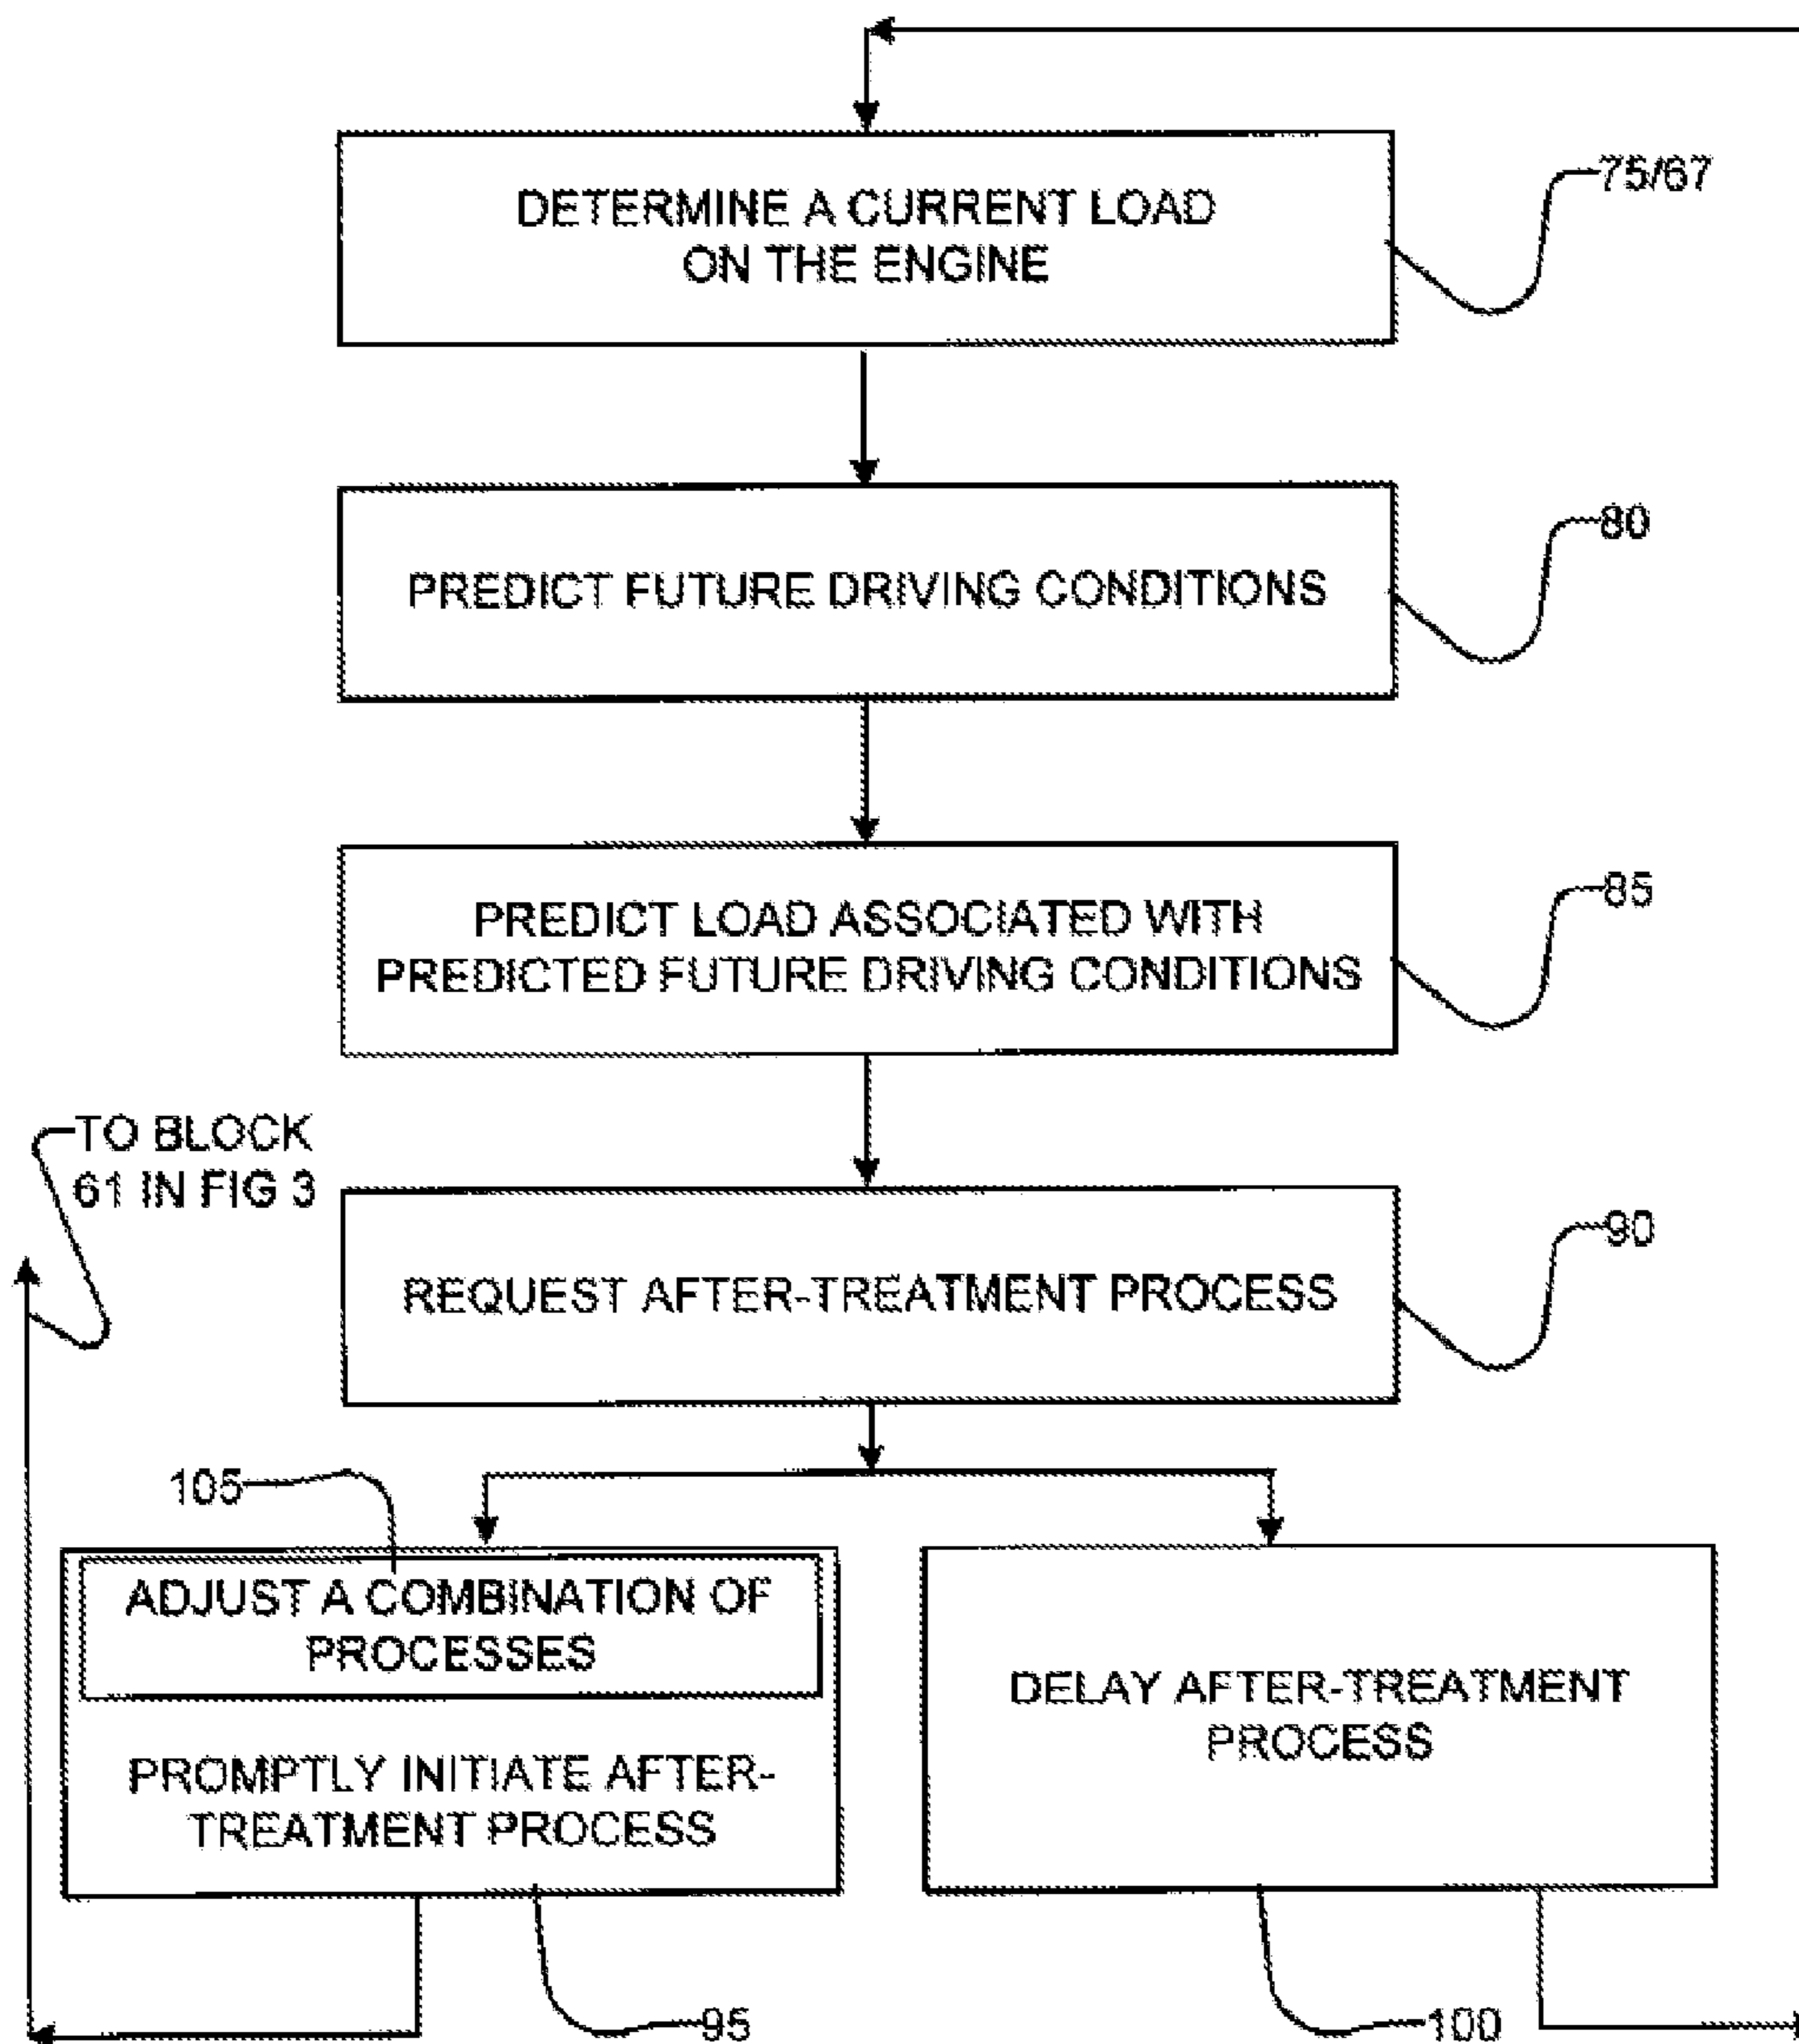 DETERMINE A CURRENT LOAD
ON THE ENGINE
75/67
PREDICT FUTURE DRIVING CONDITIONS
80
PREDICT LOAD ASSOCIATED WITH
PREDICTED FUTURE DRIVING CONDITIONS
85
TO BLOCK
61 IN FIG 3
REQUEST AFTER-TREATMENT PROCESS
90
105
ADJUST A COMBINATION OF
PROCESSES
PROMPTLY INITIATE AFTER-
TREATMENT PROCESS
DELAY AFTER-TREATMENT
PROCESS
95
100